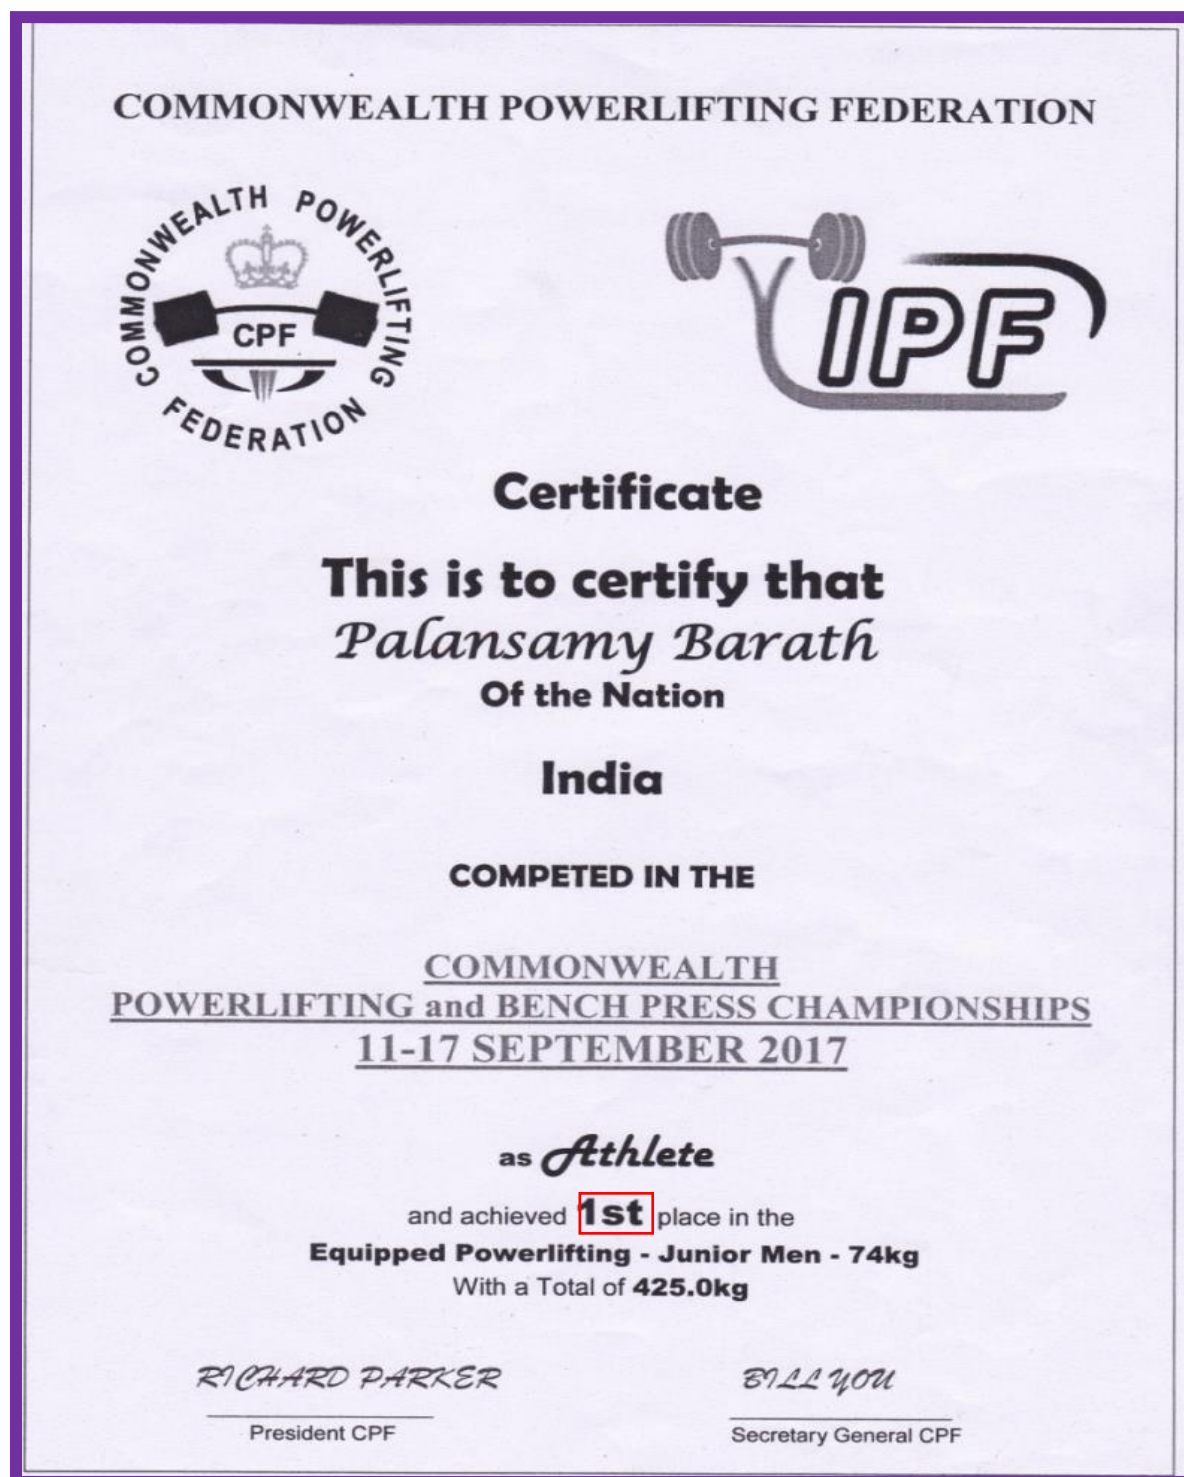 COMMONWEALTH POWERLIFTING FEDERATION
COMMONWEALTH POWERLIFTING
CPF
FEDERATION
IPF
Certificate
This is to certify that
Palansamy Barath
Of the Nation
India
COMPETED IN THE
COMMONWEALTH
POWERLIFTING and BENCH PRESS CHAMPIONSHIPS
11-17 SEPTEMBER 2017
as Athlete
and achieved 1st place in the
Equipped Powerlifting - Junior Men - 74kg
With a Total of 425.0kg
RICHARD PARKER
BILL YOU
President CPF
Secretary General CPF